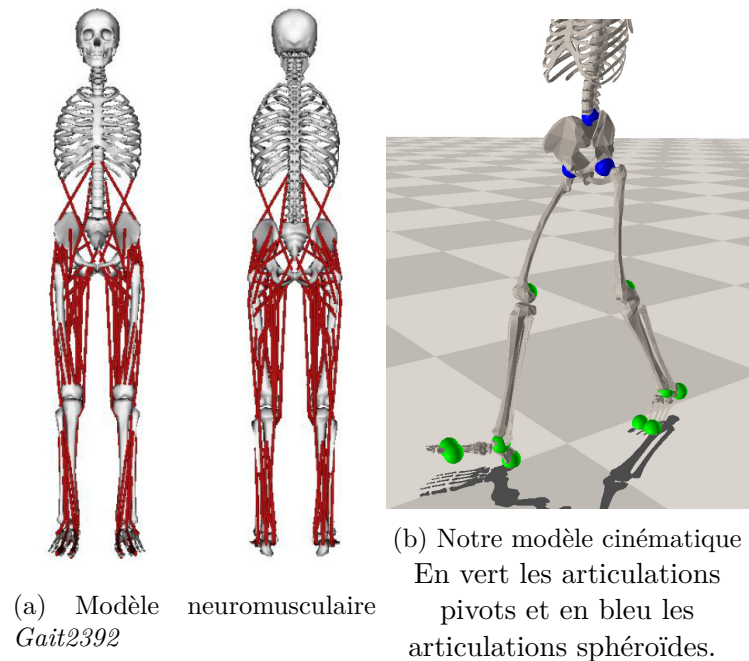 (a) Modèle neuromusculaire
Gait2392
(b) Notre modèle cinématique
En vert les articulations
pivots et en bleu les
articulations sphéroïdes.